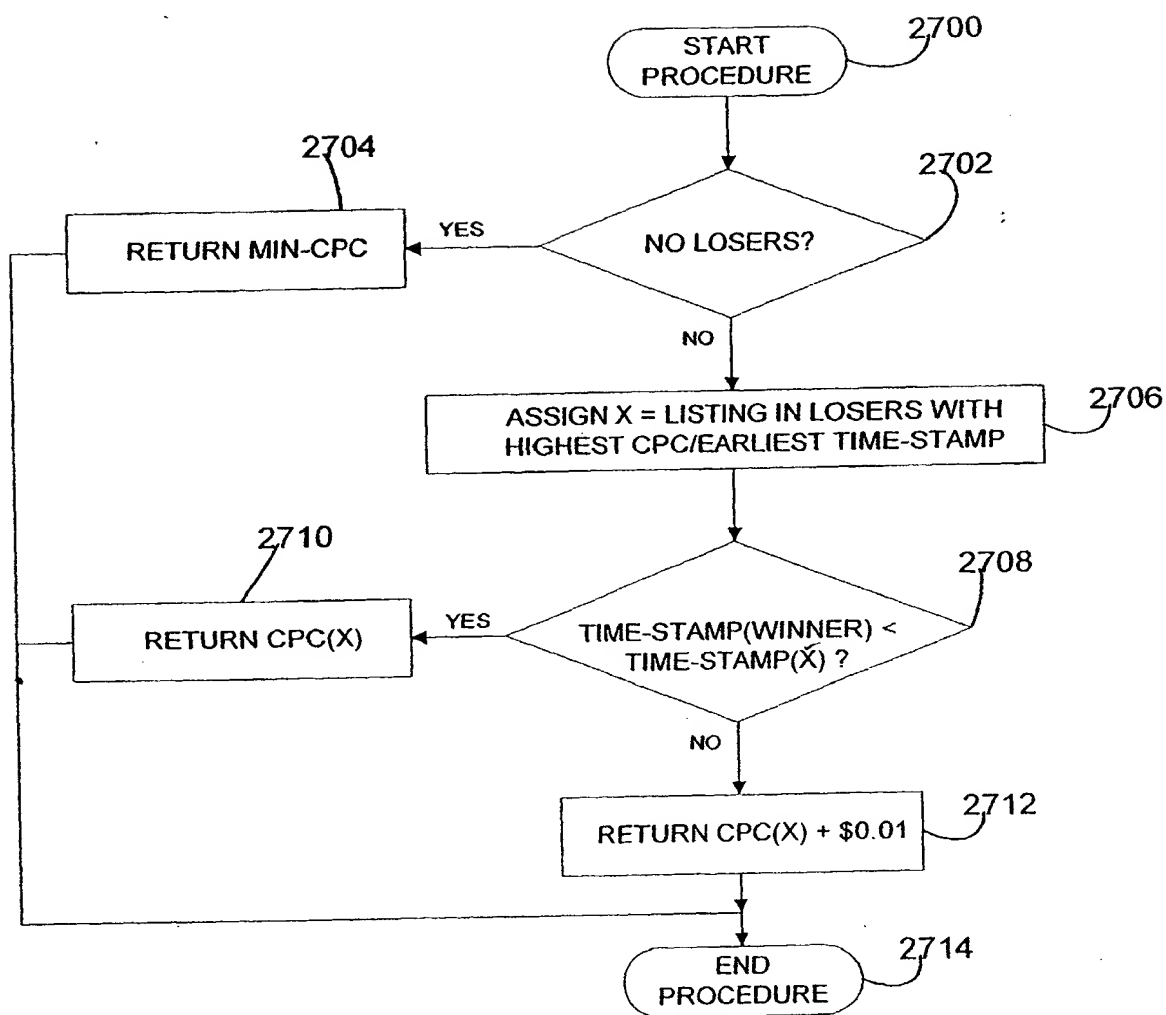 2700
START
PROCEDURE
2704
2702
RETURN MIN-CPC
YES
NO LOSERS?
NO
2706
ASSIGN X = LISTING IN LOSERS WITH
HIGHEST CPC/EARLIEST TIME-STAMP
2710
2708
RETURN CPC(X)
YES
TIME-STAMP(WINNER) <
TIME-STAMP(X) ?
NO
2712
RETURN CPC(X) + $0.01
2714
END
PROCEDURE